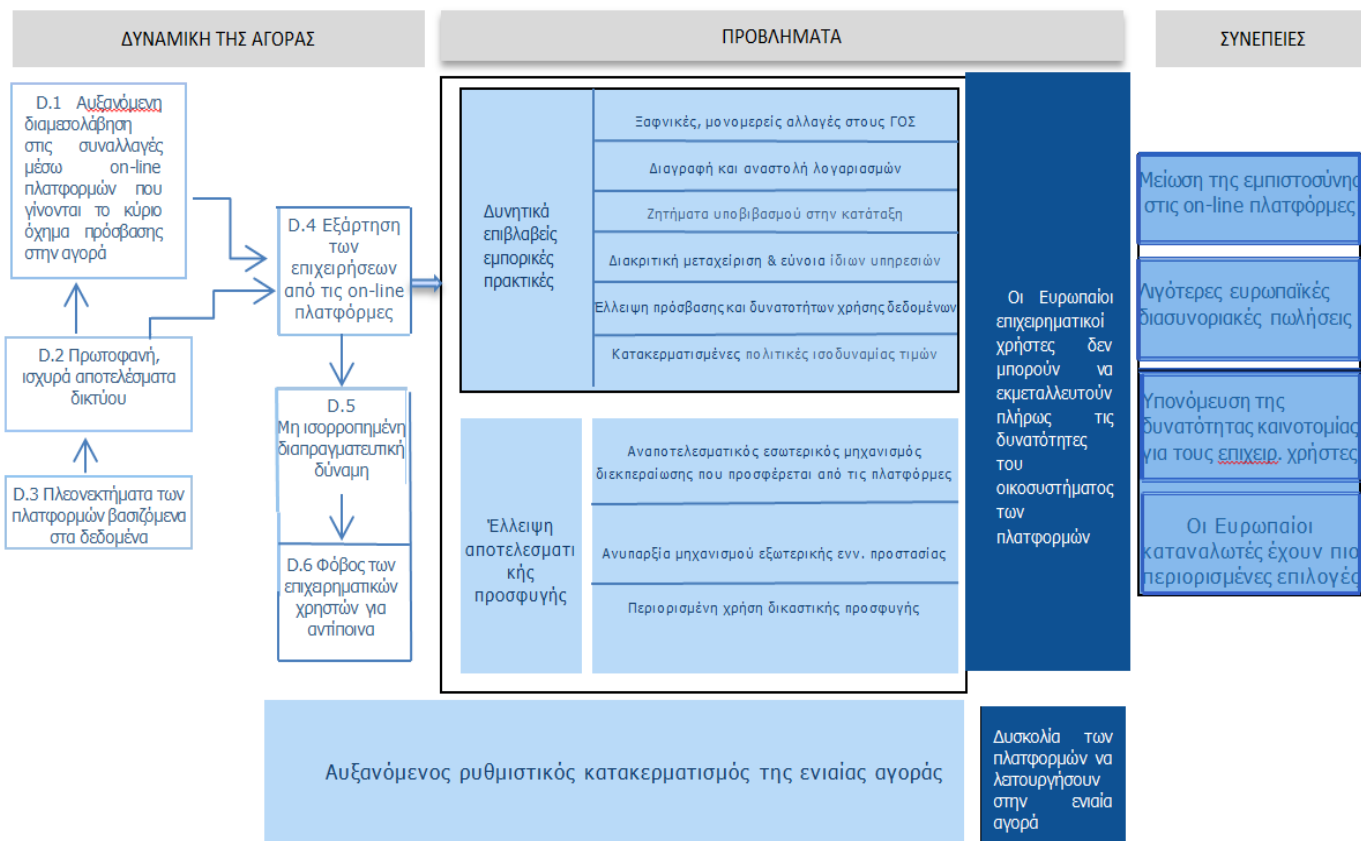 ΔΥΝΑΜΙΚΗ ΤΗΣ ΑΓΟΡΑΣ
D.1 Αυξανόμενη
διαμεσολάβηση
στις συναλλαγές
μέσω on-line
πλατφορμών που
γίνονται το κύριο
όχημα πρόσβασης
στην αγορά
D.2 Πρωτοφανή,
ισχυρά αποτελέσματα
δικτύου
D.3 Πλεονεκτήματα των
πλατφορμών βασιζόμενα
στα δεδομένα
D.4 Εξάρτηση
των
επιχειρήσεων
από τις on-line
πλατφόρμες
D.5
Μη ισορροπημένη
διαπραγματευτική
δύναμη
D.6 Φόβος των
επιχειρηματικών
χρηστών για
αντίποινα
ΠΡΟΒΛΗΜΑΤΑ
Δυνητικά
επιβλαβείς
εμπορικές
πρακτικές
Ξαφνικές, μονομερείς αλλαγές στους ΓΟΣ
Διαγραφή και αναστολή λογαριασμών
Ζητήματα υποβιβασμού στην κατάταξη
Διακριτική μεταχείριση & εύνοια ίδιων υπηρεσιών
Έλλειψη πρόσβασης και δυνατοτήτων χρήσης δεδομένων
Κατακερματισμένες πολιτικές ισοδυναμίας τιμών
Έλλειψη
αποτελεσματι
κής
προσφυγής
Αναποτελεσματικός εσωτερικός μηχανισμός
διεκπεραίωσης που προσφέρεται από τις πλατφόρμες
Ανυπαρξία μηχανισμού εξωτερικής ενν. προστασίας
Περιορισμένη χρήση δικαστικής προσφυγής
Οι Ευρωπαίοι
επιχειρηματικοί
χρήστες δεν
μπορούν να
εκμεταλλευτούν
πλήρως τις
δυνατότητες
του
οικοσυστήματος
των
πλατφορμών
Αυξανόμενος ρυθμιστικός κατακερματισμός της ενιαίας αγοράς
Δυσκολία των
πλατφορμών να
λειτουργήσουν
στην ενιαία
αγορά
ΣΥΝΕΠΕΙΕΣ
Μείωση της εμπιστοσύνης
στις on-line πλατφόρμες
Λιγότερες ευρωπαϊκές
διασυνοριακές πωλήσεις
Υπονόμευση της
δυνατότητας καινοτομίας
για τους επιχειρ. χρήστες
Οι Ευρωπαίοι
καταναλωτές έχουν πιο
περιορισμένες επιλογές